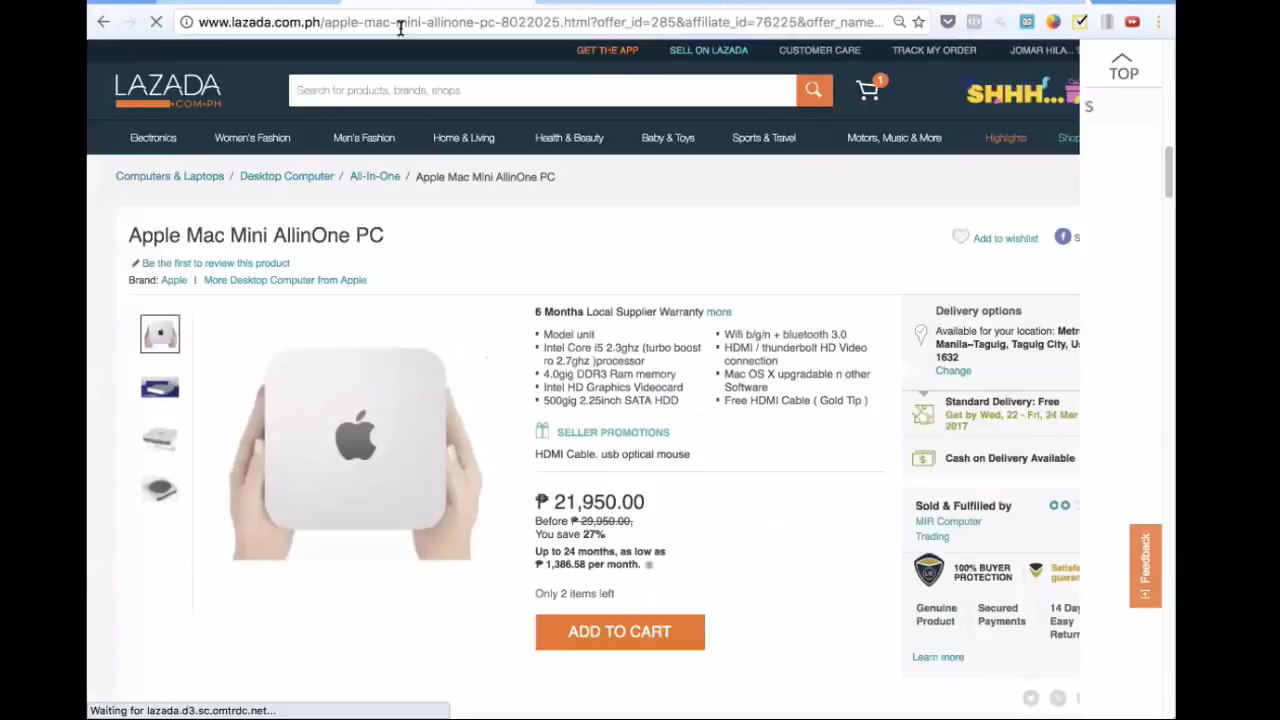 www.lazada.com.ph/apple-mac-mini-allinone-pc-8022025.html?offer_id=285&affiliate_id=76225&offer_name...
GET THE APP SELL ON LAZADA CUSTOMER CARE TRACK MY ORDER JOMAR HILA...
TOP
LAZADA
.COM.PH
Search for products, brands, shops
1
SHHH...
S
Electronics Women's Fashion Men's Fashion Home & Living Health & Beauty Baby & Toys Sports & Travel Motors, Music & More Highlights Shop
Computers & Laptops / Desktop Computer / All-In-One / Apple Mac Mini AllinOne PC
Apple Mac Mini AllinOne PC
Add to wishlist
f S
Be the first to review this product
Brand: Apple | More Desktop Computer from Apple
6 Months Local Supplier Warranty more
• Model unit
• Intel Core i5 2.3ghz (turbo boost
ro 2.7ghz )processor
• 4.0gig DDR3 Ram memory
• Intel HD Graphics Videocard
• 500gig 2.25inch SATA HDD
• Wifi b/g/n + bluetooth 3.0
• HDMI / thunderbolt HD Video
connection
• Mac OS X upgradable n other
Software
• Free HDMI Cable ( Gold Tip )
SELLER PROMOTIONS
HDMI Cable. usb optical mouse
₱ 21,950.00
Before ₱ 29,950.00,
You save 27%
Up to 24 months, as low as
₱ 1,386.58 per month.
Only 2 items left
ADD TO CART
Delivery options
Available for your location: Metr
Manila~Taguig, Taguig City, Us
1632
Change
Standard Delivery: Free
Get by Wed, 22 - Fri, 24 Mar
2017
Cash on Delivery Available
Sold & Fulfilled by
MIR Computer
Trading
100% BUYER
PROTECTION
Satisfa
guaran
Genuine
Product
Secured
Payments
14 Day
Easy
Return
Learn more
[+] Feedback
Waiting for lazada.d3.sc.omtrdc.net...